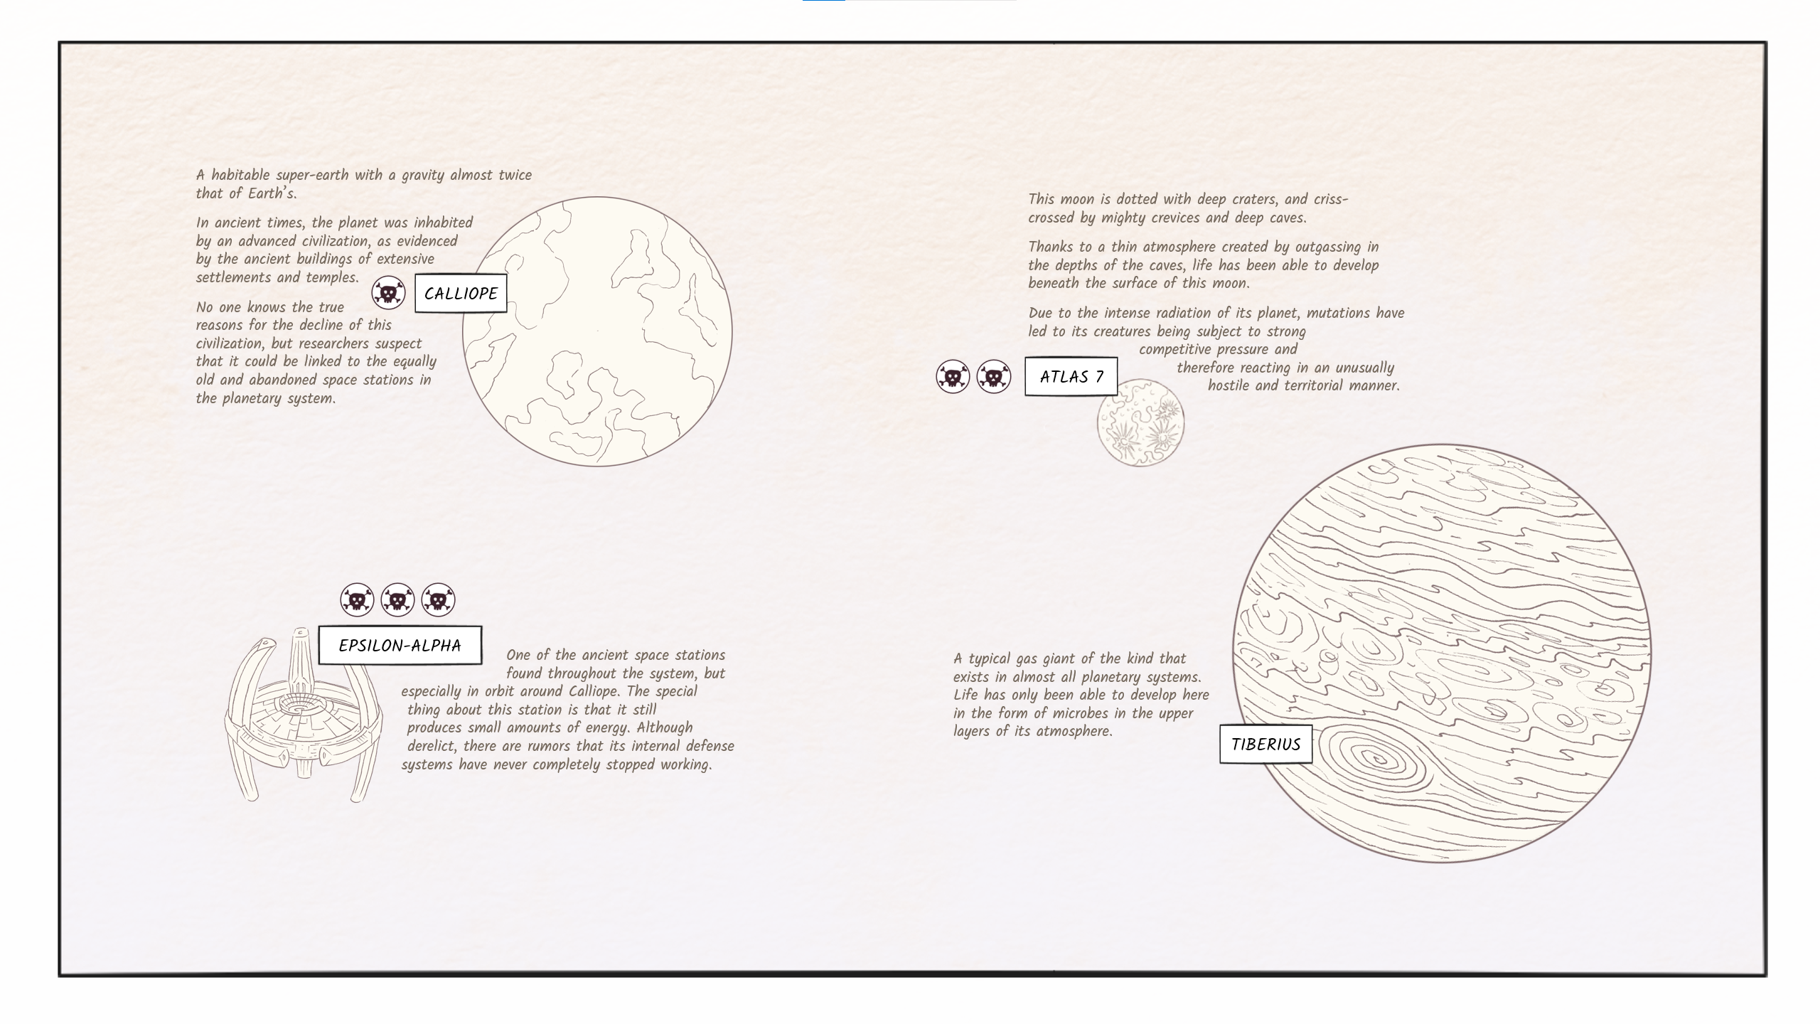 A habitable super-earth with a gravity almost twice
that of Earth's.
In ancient times, the planet was inhabited
by an advanced civilization, as evidenced
by the ancient buildings of extensive
settlements and temples.
CALLIOPE
No one knows the true
reasons for the decline of this
civilization, but researchers suspect
that it could be linked to the equally
old and abandoned space stations in
the planetary system.
This moon is dotted with deep craters, and criss-
crossed by mighty crevices and deep caves.
Thanks to a thin atmosphere created by outgassing in
the depths of the caves, life has been able to develop
beneath the surface of this moon.
Due to the intense radiation of its planet, mutations have
led to its creatures being subject to strong
competitive pressure and
therefore reacting in an unusually
hostile and territorial manner.
ATLAS 7
EPSILON-ALPHA
One of the ancient space stations
found throughout the system, but
especially in orbit around Calliope. The special
thing about this station is that it still
produces small amounts of energy. Although
derelict, there are rumors that its internal defense
systems have never completely stopped working.
A typical gas giant of the kind that
exists in almost all planetary systems.
Life has only been able to develop here
in the form of microbes in the upper
layers of its atmosphere.
TIBERIUS